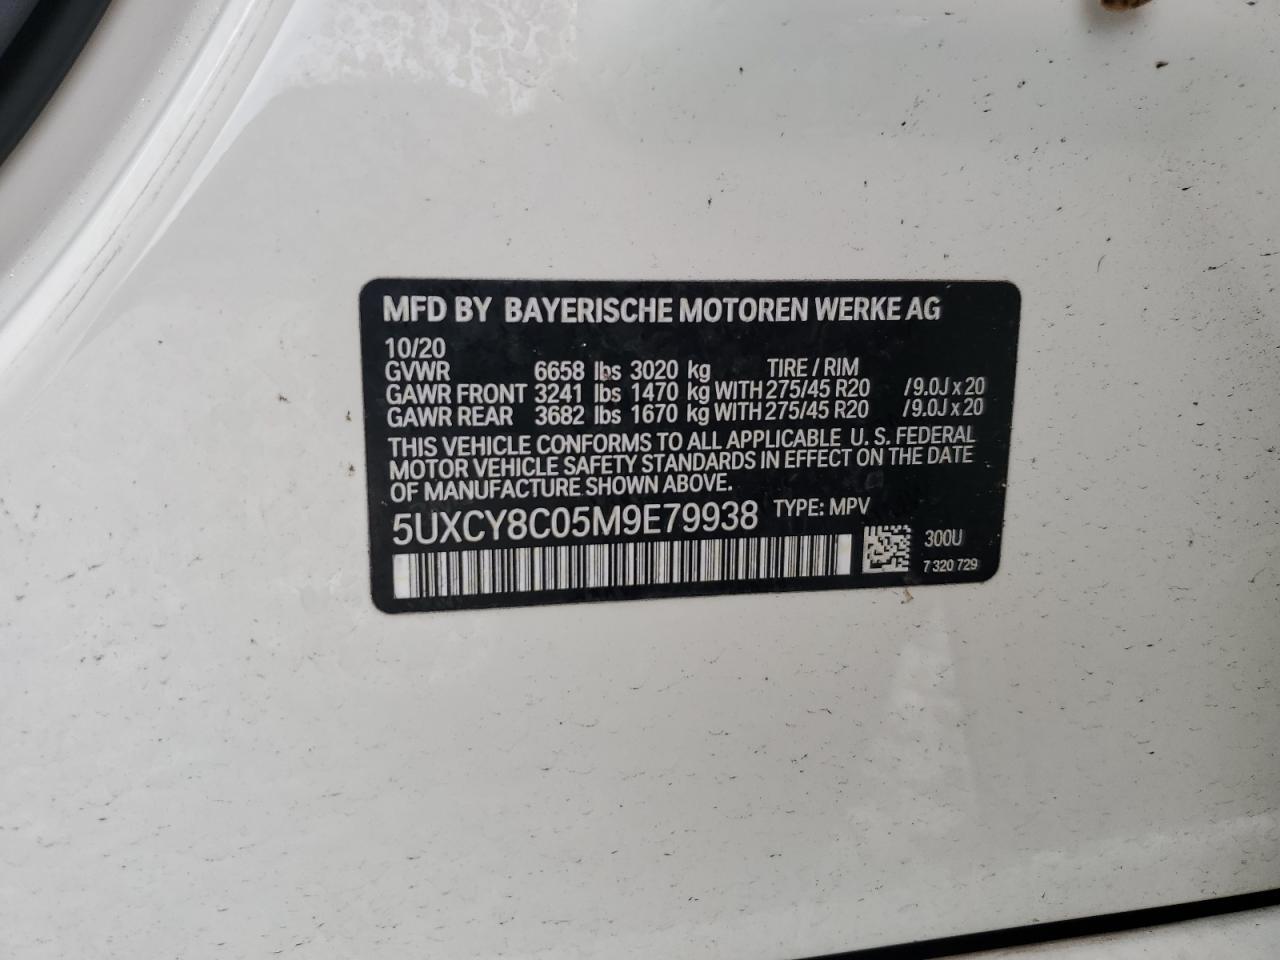 MFD BY BAYERISCHE MOTOREN WERKE AG
10/20
GVWR 6658 lbs 3020 kg TIRE / RIM
GAWR FRONT 3241 lbs 1470 kg WITH 275/45 R20 /9.0J x 20
GAWR REAR 3682 lbs 1670 kg WITH 275/45 R20 /9.0J x 20
THIS VEHICLE CONFORMS TO ALL APPLICABLE U. S. FEDERAL
MOTOR VEHICLE SAFETY STANDARDS IN EFFECT ON THE DATE
OF MANUFACTURE SHOWN ABOVE.
5UXCY8C05M9E79938 TYPE: MPV
300U
7 320 729